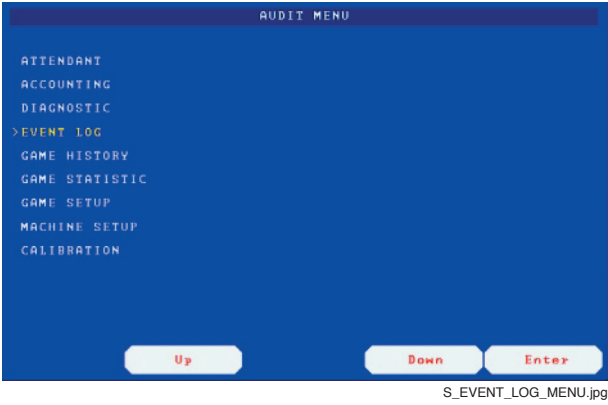 AUDIT MENU
ATTENDANT
ACCOUNTING
DIAGNOSTIC
>EVENT LOG
GAME HISTORY
GAME STATISTIC
GAME SETUP
MACHINE SETUP
CALIBRATION
Up Down Enter
S_EVENT_LOG_MENU.jpg